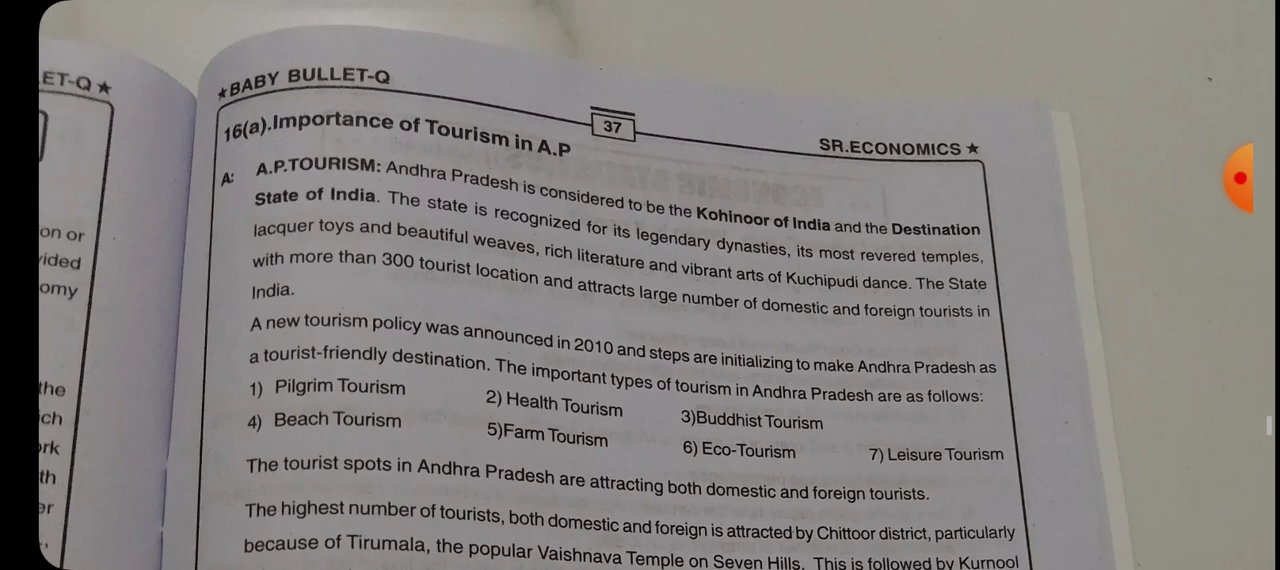 ET-Q ★
on or
vided
omy
the
ich
ork
th
er
★BABY BULLET-Q
37
SR.ECONOMICS ★
16(a).Importance of Tourism in A.P
A: A.P.TOURISM: Andhra Pradesh is considered to be the Kohinoor of India and the Destination
State of India. The state is recognized for its legendary dynasties, its most revered temples,
lacquer toys and beautiful weaves, rich literature and vibrant arts of Kuchipudi dance. The State
with more than 300 tourist location and attracts large number of domestic and foreign tourists in
India.
A new tourism policy was announced in 2010 and steps are initializing to make Andhra Pradesh as
a tourist-friendly destination. The important types of tourism in Andhra Pradesh are as follows:
1) Pilgrim Tourism 2) Health Tourism 3)Buddhist Tourism
4) Beach Tourism 5)Farm Tourism 6) Eco-Tourism 7) Leisure Tourism
The tourist spots in Andhra Pradesh are attracting both domestic and foreign tourists.
The highest number of tourists, both domestic and foreign is attracted by Chittoor district, particularly
because of Tirumala, the popular Vaishnava Temple on Seven Hills. This is followed by Kurnool